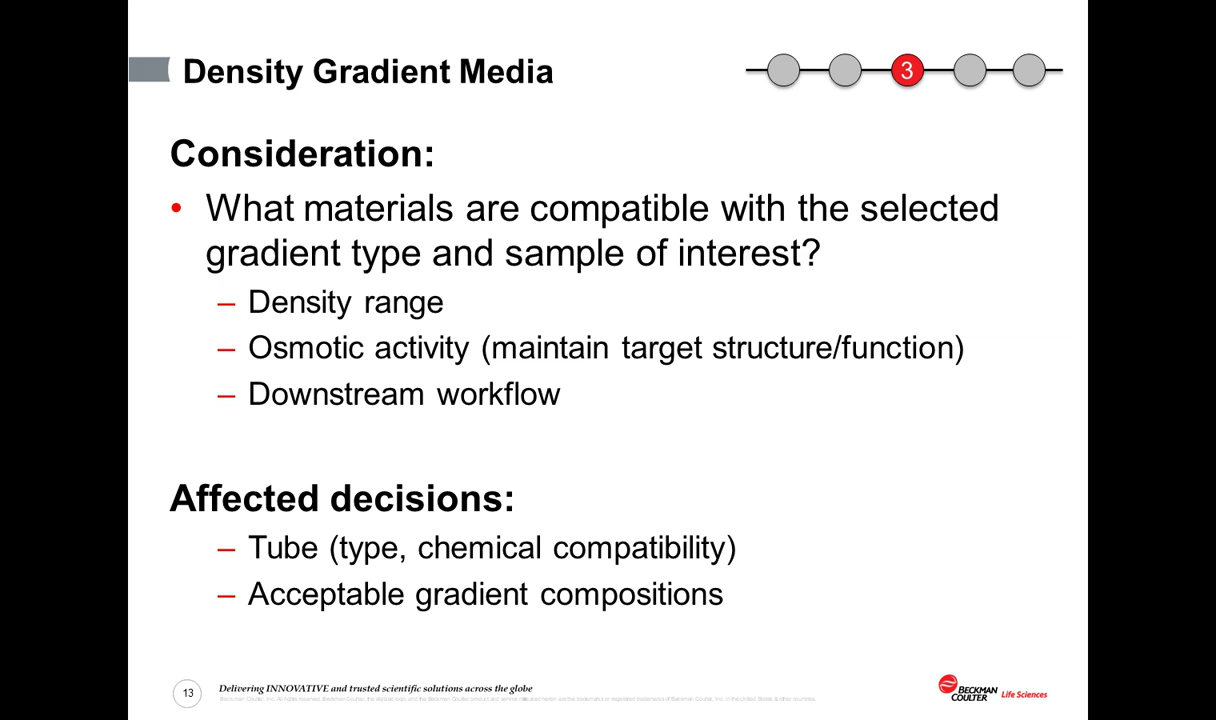 Density Gradient Media
3
Consideration:
• What materials are compatible with the selected
gradient type and sample of interest?
– Density range
– Osmotic activity (maintain target structure/function)
– Downstream workflow
Affected decisions:
– Tube (type, chemical compatibility)
– Acceptable gradient compositions
13
Delivering INNOVATIVE and trusted scientific solutions across the globe
BECKMAN
COULTER
Life Sciences